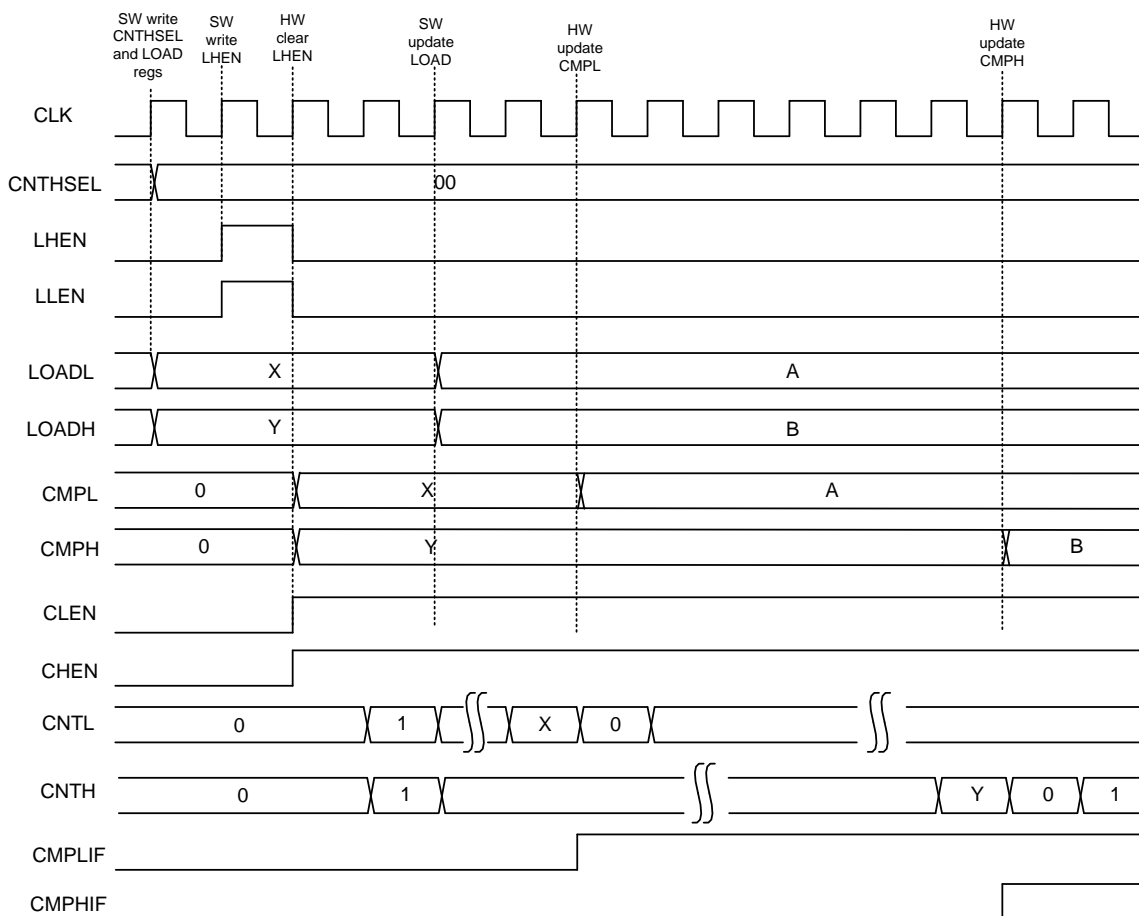 SW write
CNTHSEL
and LOAD
regs
SW
write
LHEN
HW
clear
LHEN
SW
update
LOAD
HW
update
CMPL
HW
update
CMPH
CLK
CNTHSEL
00
LHEN
LLEN
LOADL
X
A
LOADH
Y
B
CMPL
0
X
A
CMPH
0
Y
B
CLEN
CHEN
CNTL
0
1
X
0
CNTH
0
1
Y
0
1
CMPLIF
CMPHIF